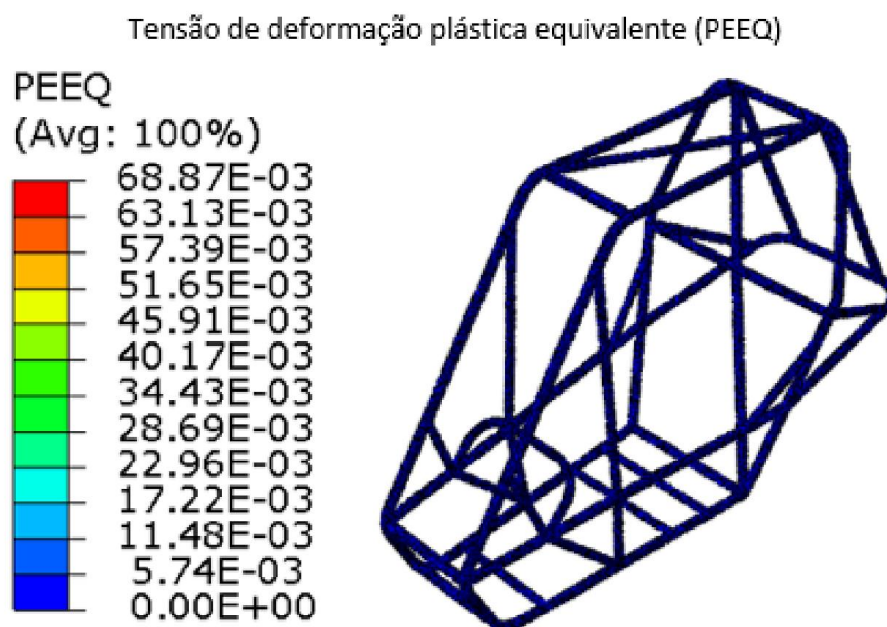 Tensão de deformação plástica equivalente (PEEQ)
PEEQ
(Avg: 100%)
68.87E-03
63.13E-03
57.39E-03
51.65E-03
45.91E-03
40.17E-03
34.43E-03
28.69E-03
22.96E-03
17.22E-03
11.48E-03
5.74E-03
0.00E+00